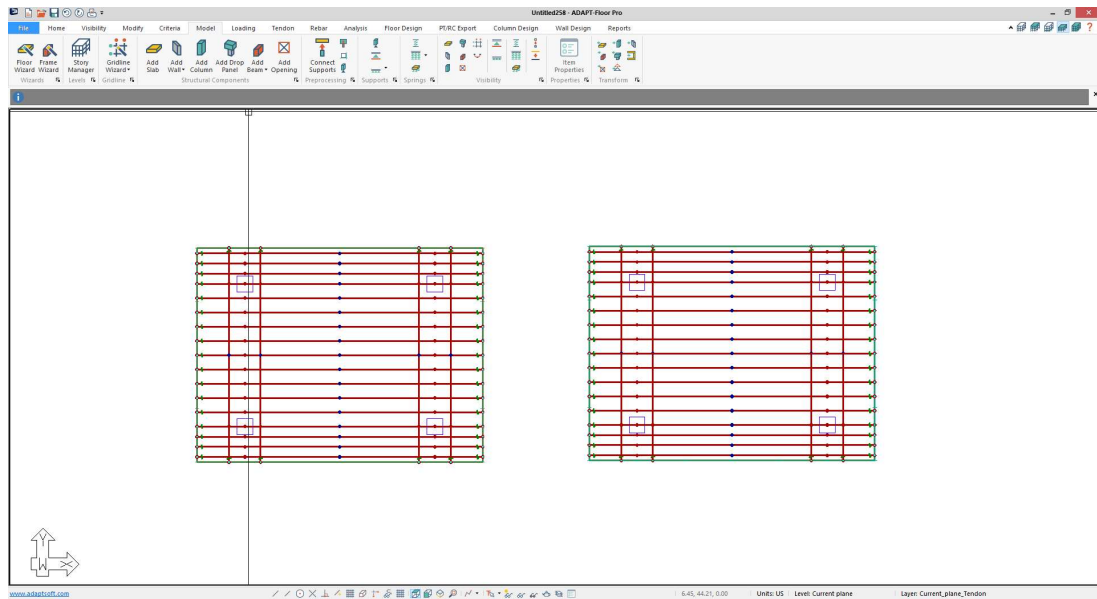 Untitled258 - ADAPT-Floor Pro
File Home Visibility Modify Criteria Model Loading Tendon Rebar Analysis Floor Design PT/RC Export Column Design Wall Design Reports
Floor Wizard Frame Wizard Story Manager Gridline Wizard Add Slab Add Wall Add Column Add Drop Panel Add Beam Add Opening Connect Supports Item Properties
Wizards Levels Gridline Structural Components Preprocessing Supports Springs Visibility Properties Transform
W X Y
www.adaptsoft.com 6.45, 44.21, 0.00 Units: US Level: Current plane Layer: Current_plane_Tendon